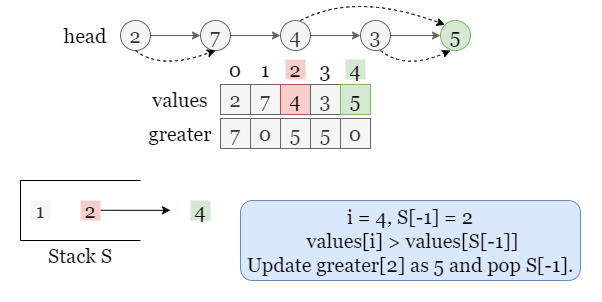 head 2 7 4 3 5
0 1 2 3 4
values 2 7 4 3 5
greater 7 0 5 5 0
1 2 4
Stack S
i = 4, S[-1] = 2
values[i] > values[S[-1]]
Update greater[2] as 5 and pop S[-1].